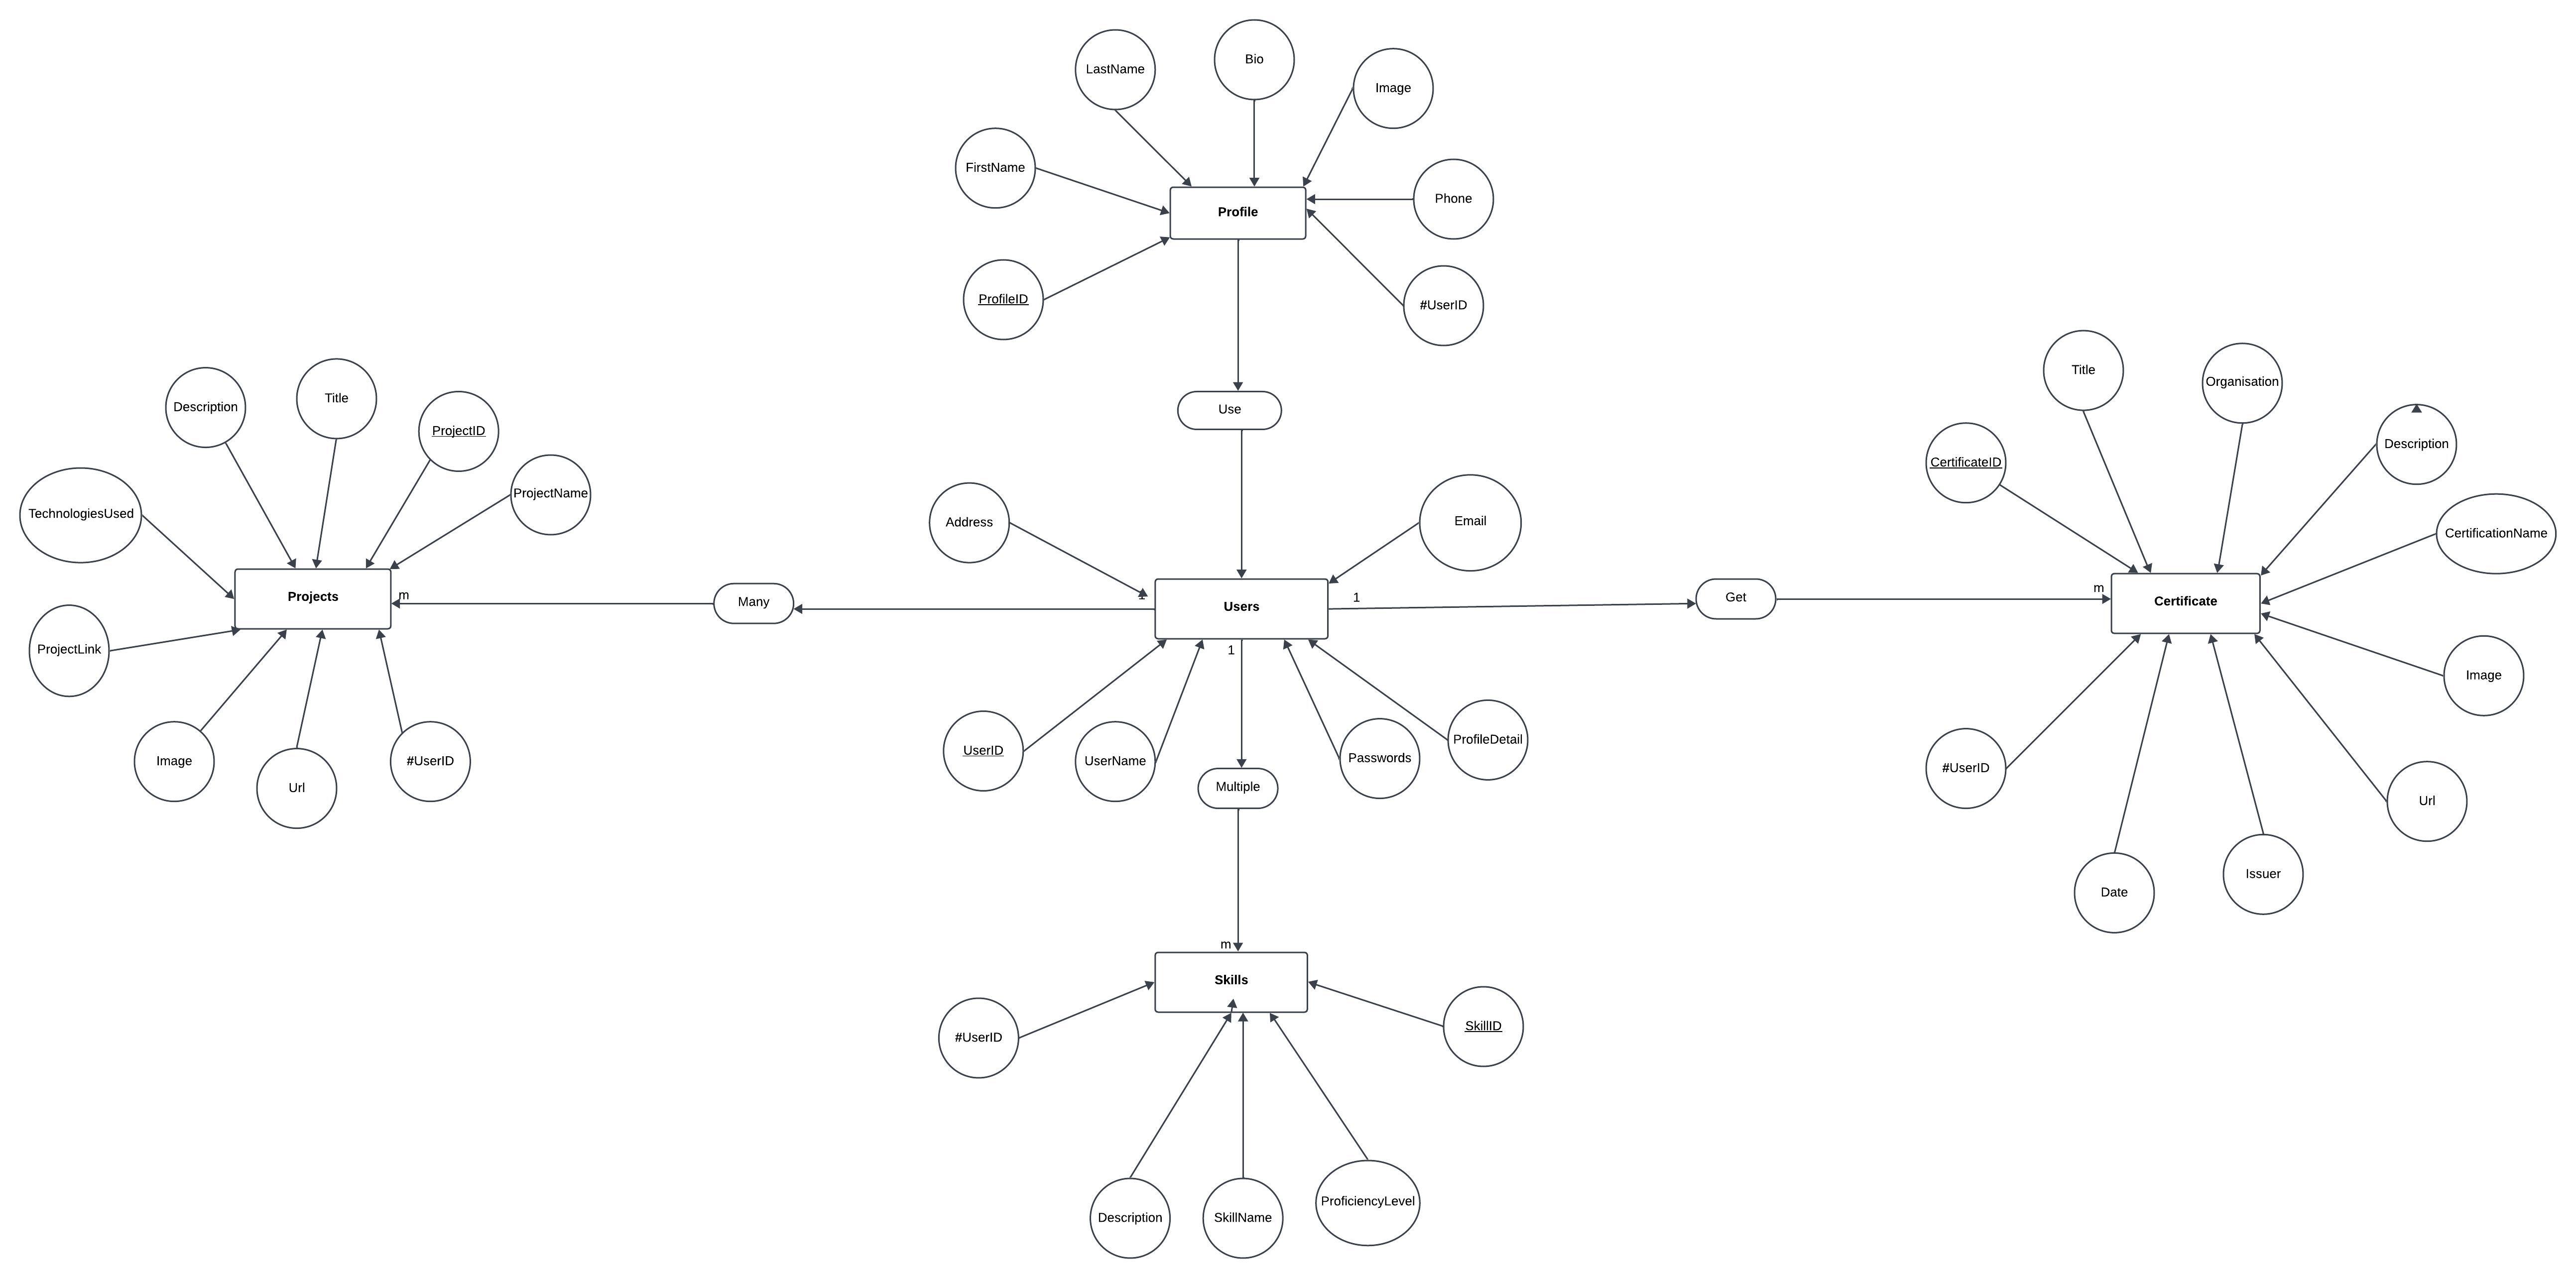 Bio
LastName
Image
FirstName
Phone
Profile
ProfileID
#UserID
Use
Title
Organisation
Description
CertificateID
CertificationName
Title
Description
ProjectID
ProjectName
TechnologiesUsed
Address
Email
Projects
m
Many
1
Users
1
Get
m
Certificate
ProjectLink
1
Image
Url
#UserID
UserID
UserName
Passwords
ProfileDetail
Multiple
Image
#UserID
Url
Date
Issuer
m
Skills
#UserID
SkillID
Description
SkillName
ProficiencyLevel